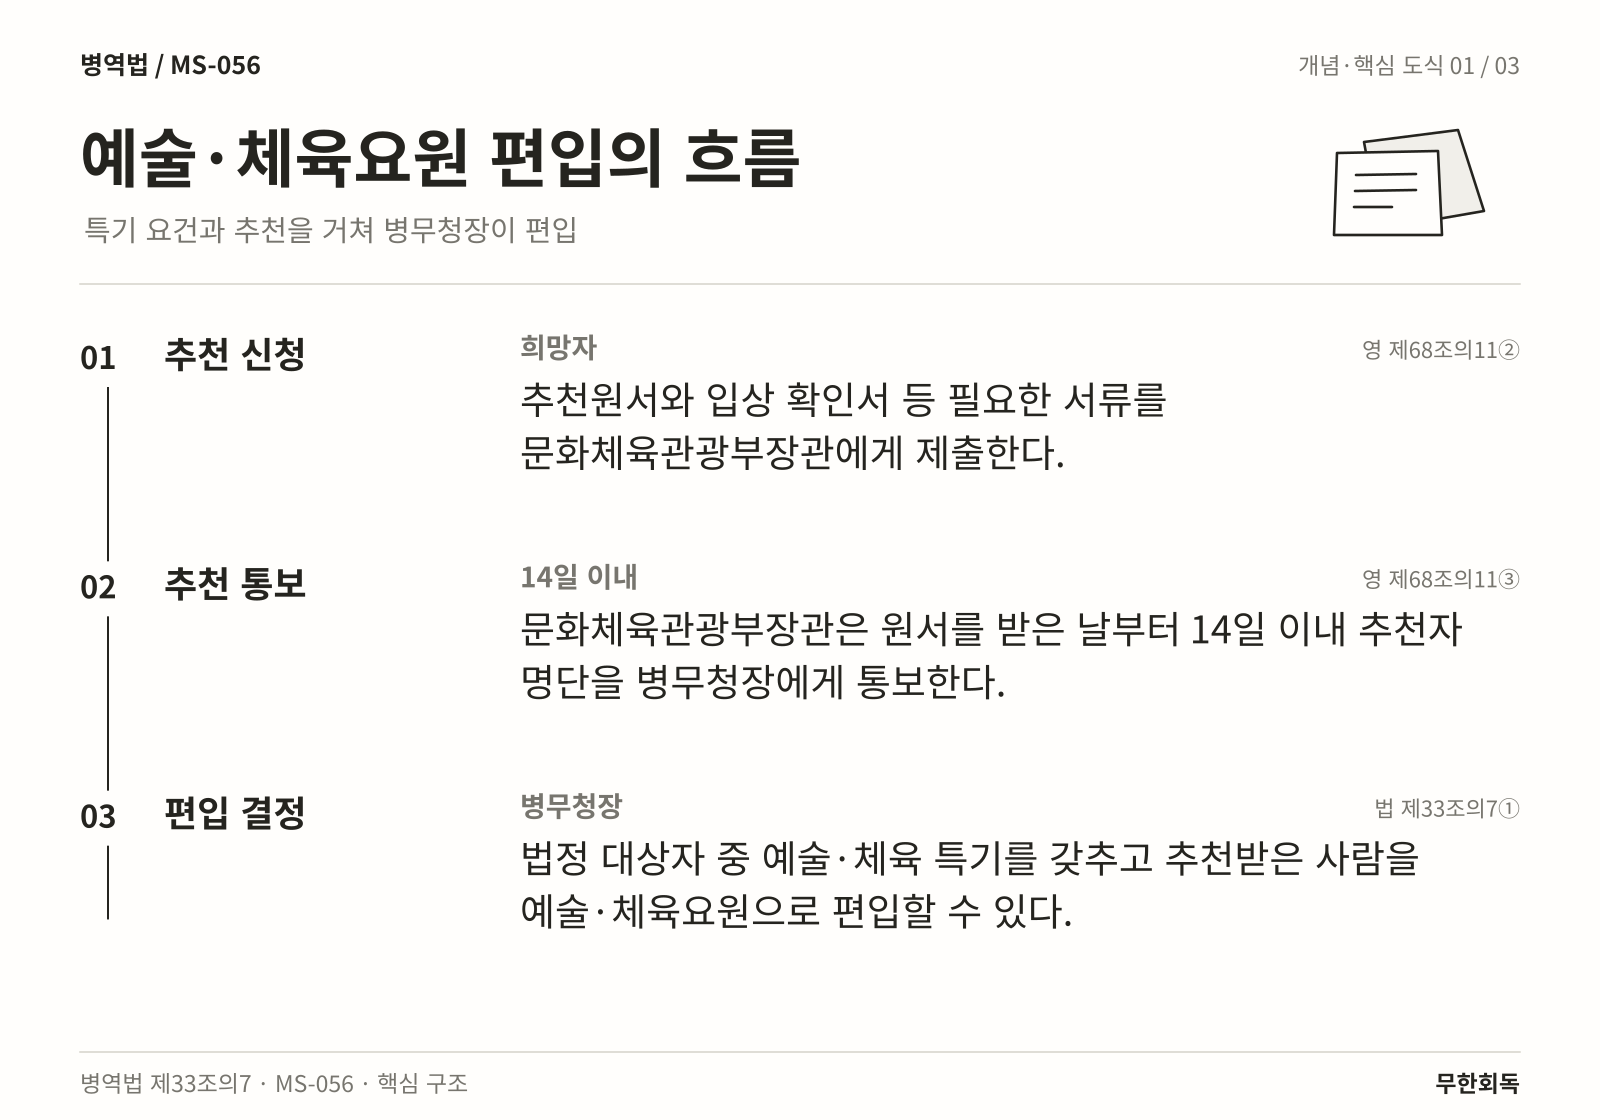 병역법 / MS-056
개념·핵심 도식 01 / 03
예술·체육요원 편입의 흐름
특기 요건과 추천을 거쳐 병무청장이 편입
01 추천 신청
희망자
영 제68조의11②
추천원서와 입상 확인서 등 필요한 서류를
문화체육관광부장관에게 제출한다.
02 추천 통보
14일 이내
영 제68조의11③
문화체육관광부장관은 원서를 받은 날부터 14일 이내 추천자
명단을 병무청장에게 통보한다.
03 편입 결정
병무청장
법 제33조의7①
법정 대상자 중 예술·체육 특기를 갖추고 추천받은 사람을
예술·체육요원으로 편입할 수 있다.
병역법 제33조의7 · MS-056 · 핵심 구조
무한회독